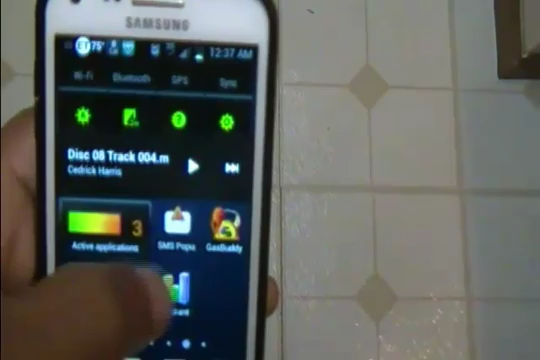 SAMSUNG
75° 12:37 AM
Wi-Fi Bluetooth GPS Sync
Disc 08 Track 004.m
Cedrick Harris
3
Active applications SMS Popu GasBuddy